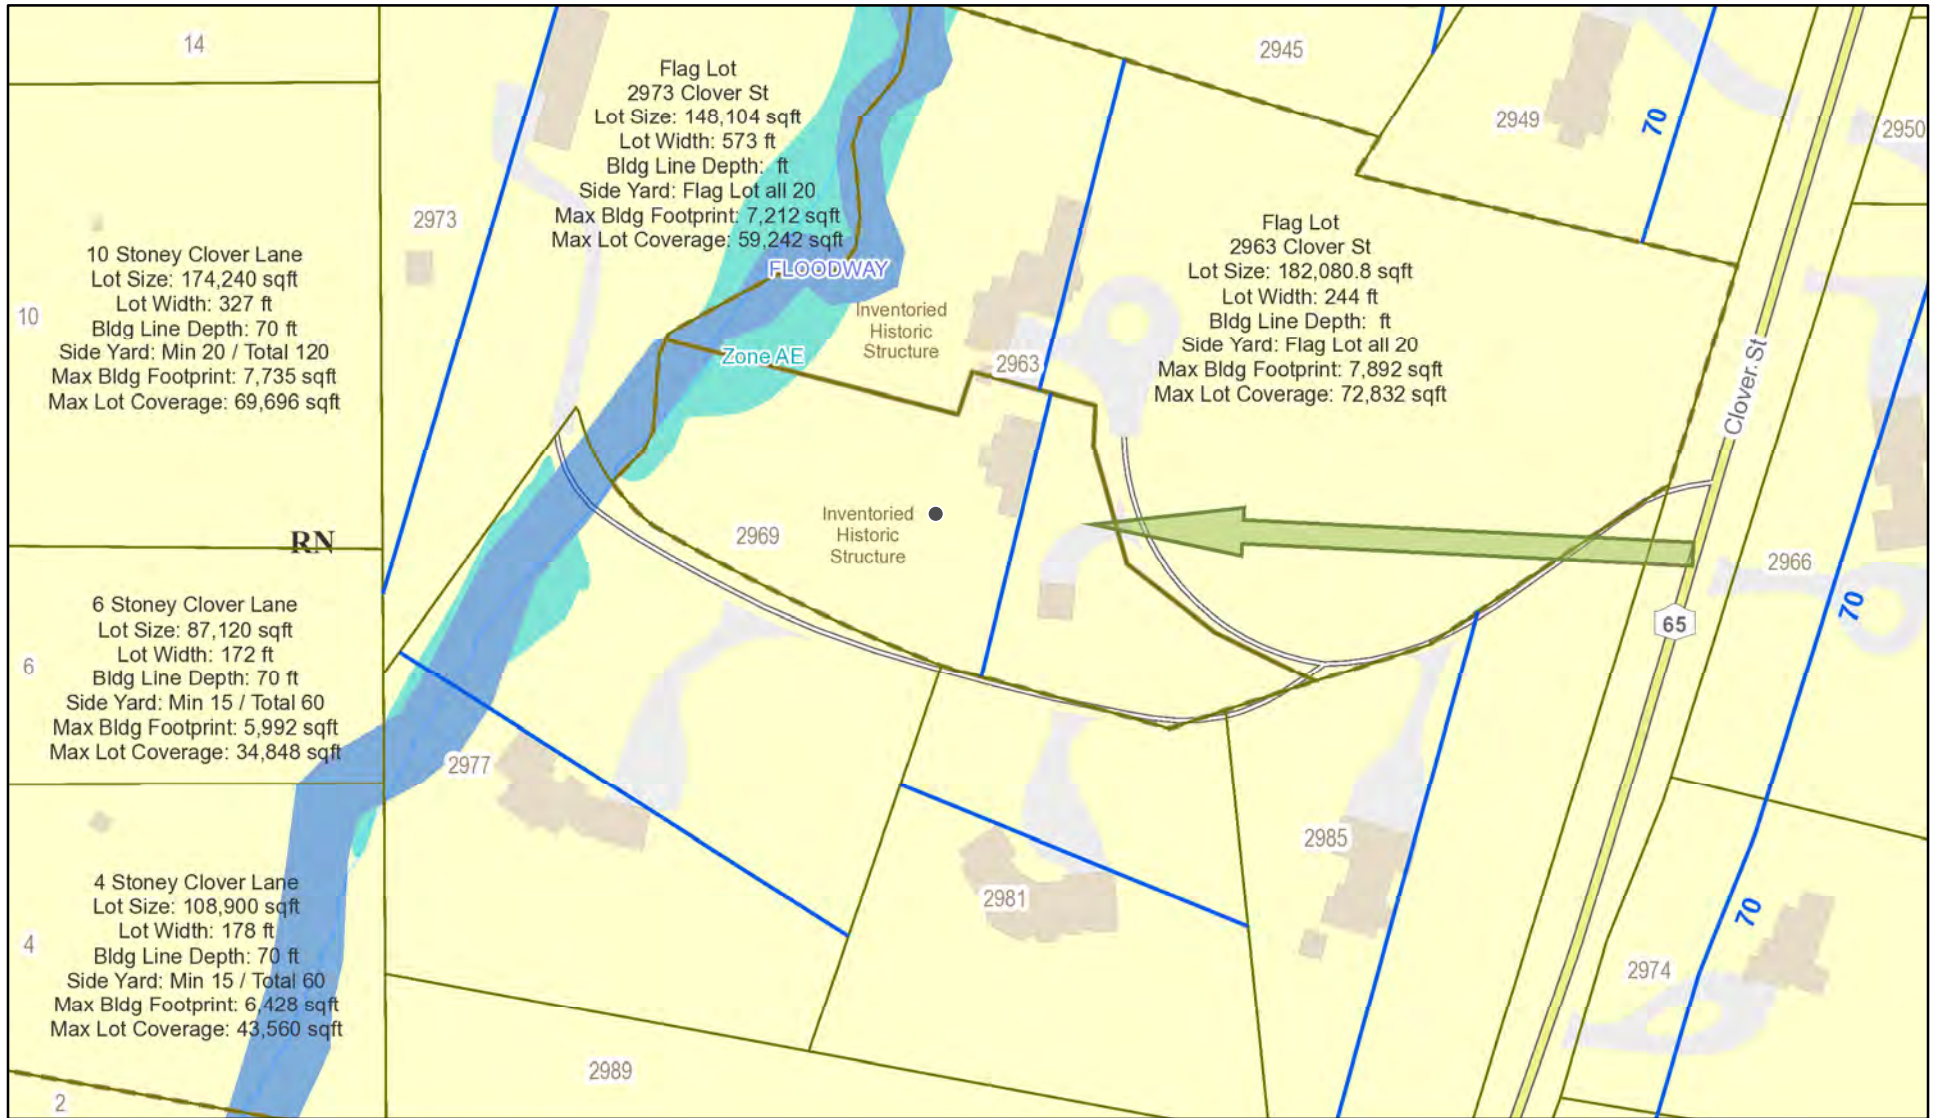 14
2945
Flag Lot
2973 Clover St
Lot Size: 148,104 sqft
Lot Width: 573 ft
Bldg Line Depth: ft
Side Yard: Flag Lot all 20
Max Bldg Footprint: 7,212 sqft
Max Lot Coverage: 59,242 sqft
2949
70
2950
2973
FLOODWAY
Flag Lot
2963 Clover St
Lot Size: 182,080.8 sqft
Lot Width: 244 ft
Bldg Line Depth: ft
Side Yard: Flag Lot all 20
Max Bldg Footprint: 7,892 sqft
Max Lot Coverage: 72,832 sqft
10 Stoney Clover Lane
Lot Size: 174,240 sqft
Lot Width: 327 ft
Bldg Line Depth: 70 ft
Side Yard: Min 20 / Total 120
Max Bldg Footprint: 7,735 sqft
Max Lot Coverage: 69,696 sqft
10
Inventoried
Historic
Structure
Zone AE
2963
Clover St
RN
2969
Inventoried
Historic
Structure
2966
70
65
6 Stoney Clover Lane
Lot Size: 87,120 sqft
Lot Width: 172 ft
Bldg Line Depth: 70 ft
Side Yard: Min 15 / Total 60
Max Bldg Footprint: 5,992 sqft
Max Lot Coverage: 34,848 sqft
6
2977
2985
2981
70
4 Stoney Clover Lane
Lot Size: 108,900 sqft
Lot Width: 178 ft
Bldg Line Depth: 70 ft
Side Yard: Min 15 / Total 60
Max Bldg Footprint: 6,428 sqft
Max Lot Coverage: 43,560 sqft
4
2974
2989
2